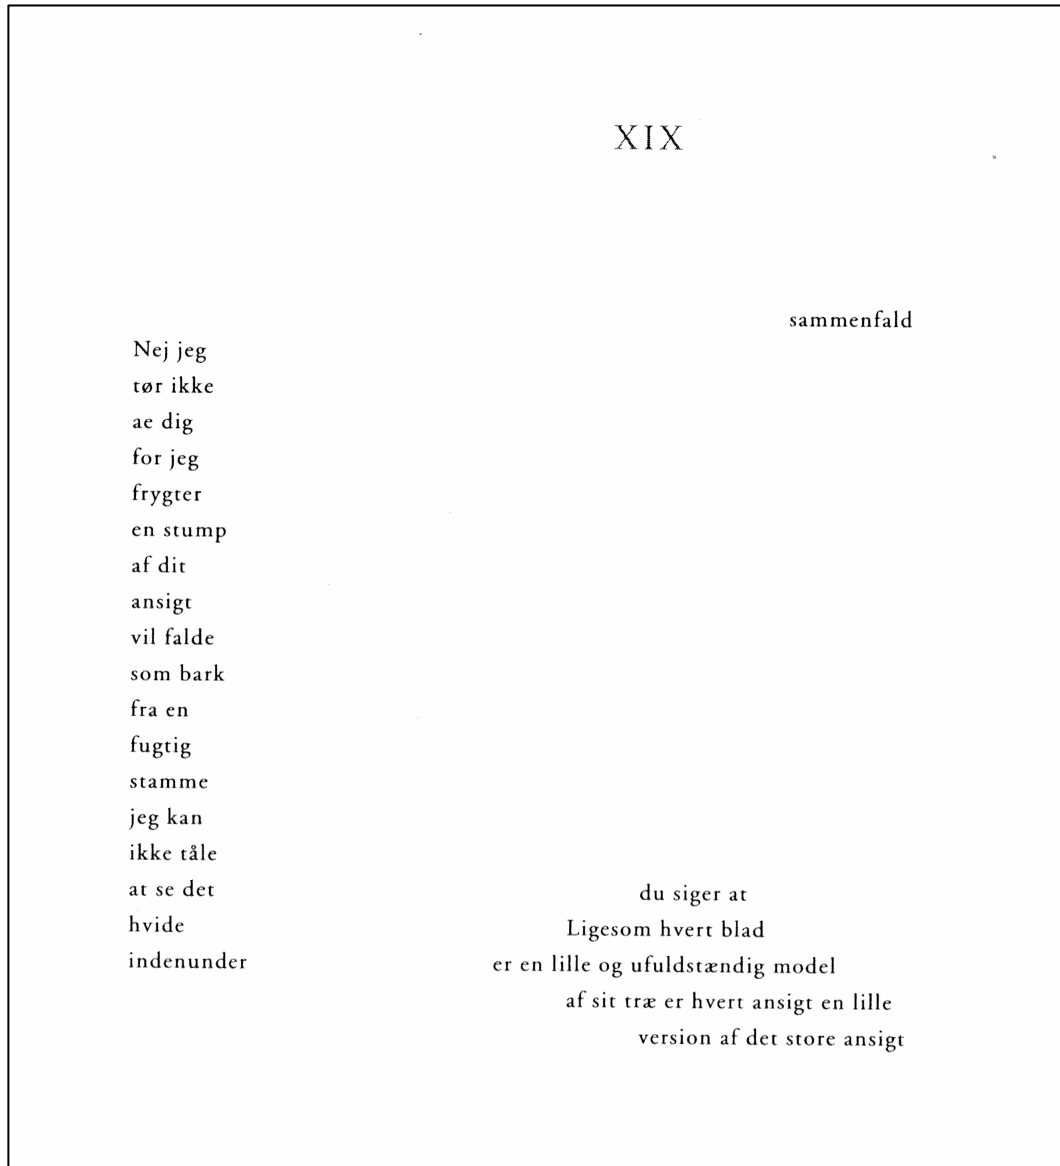 XIX
sammenfald
Nej jeg
tør ikke
ae dig
for jeg
frygter
en stump
af dit
ansigt
vil falde
som bark
fra en
fugtig
stamme
jeg kan
ikke tåle
at se det
hvide
indenunder
du siger at
Ligesom hvert blad
er en lille og ufuldstændig model
af sit træ er hvert ansigt en lille
version af det store ansigt